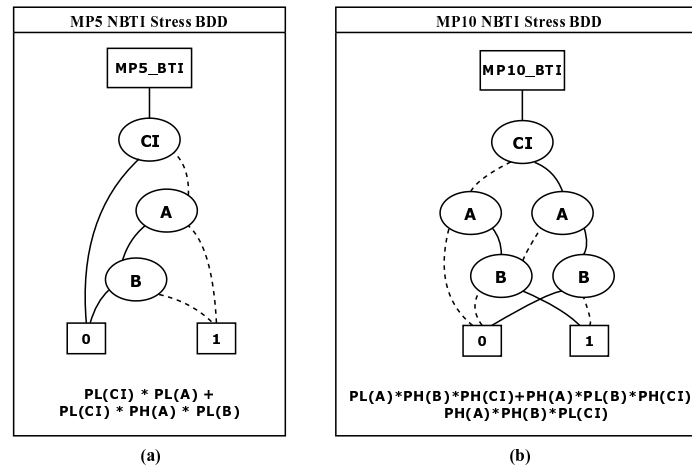 MP5 NBTI Stress BDD
MP5_BTI
CI
A
B
0
1
PL(CI) * PL(A) +
PL(CI) * PH(A) * PL(B)
(a)
MP10 NBTI Stress BDD
MP10_BTI
CI
A
A
B
B
0
1
PL(A)*PH(B)*PH(CI)+PH(A)*PL(B)*PH(CI)
PH(A)*PH(B)*PL(CI)
(b)